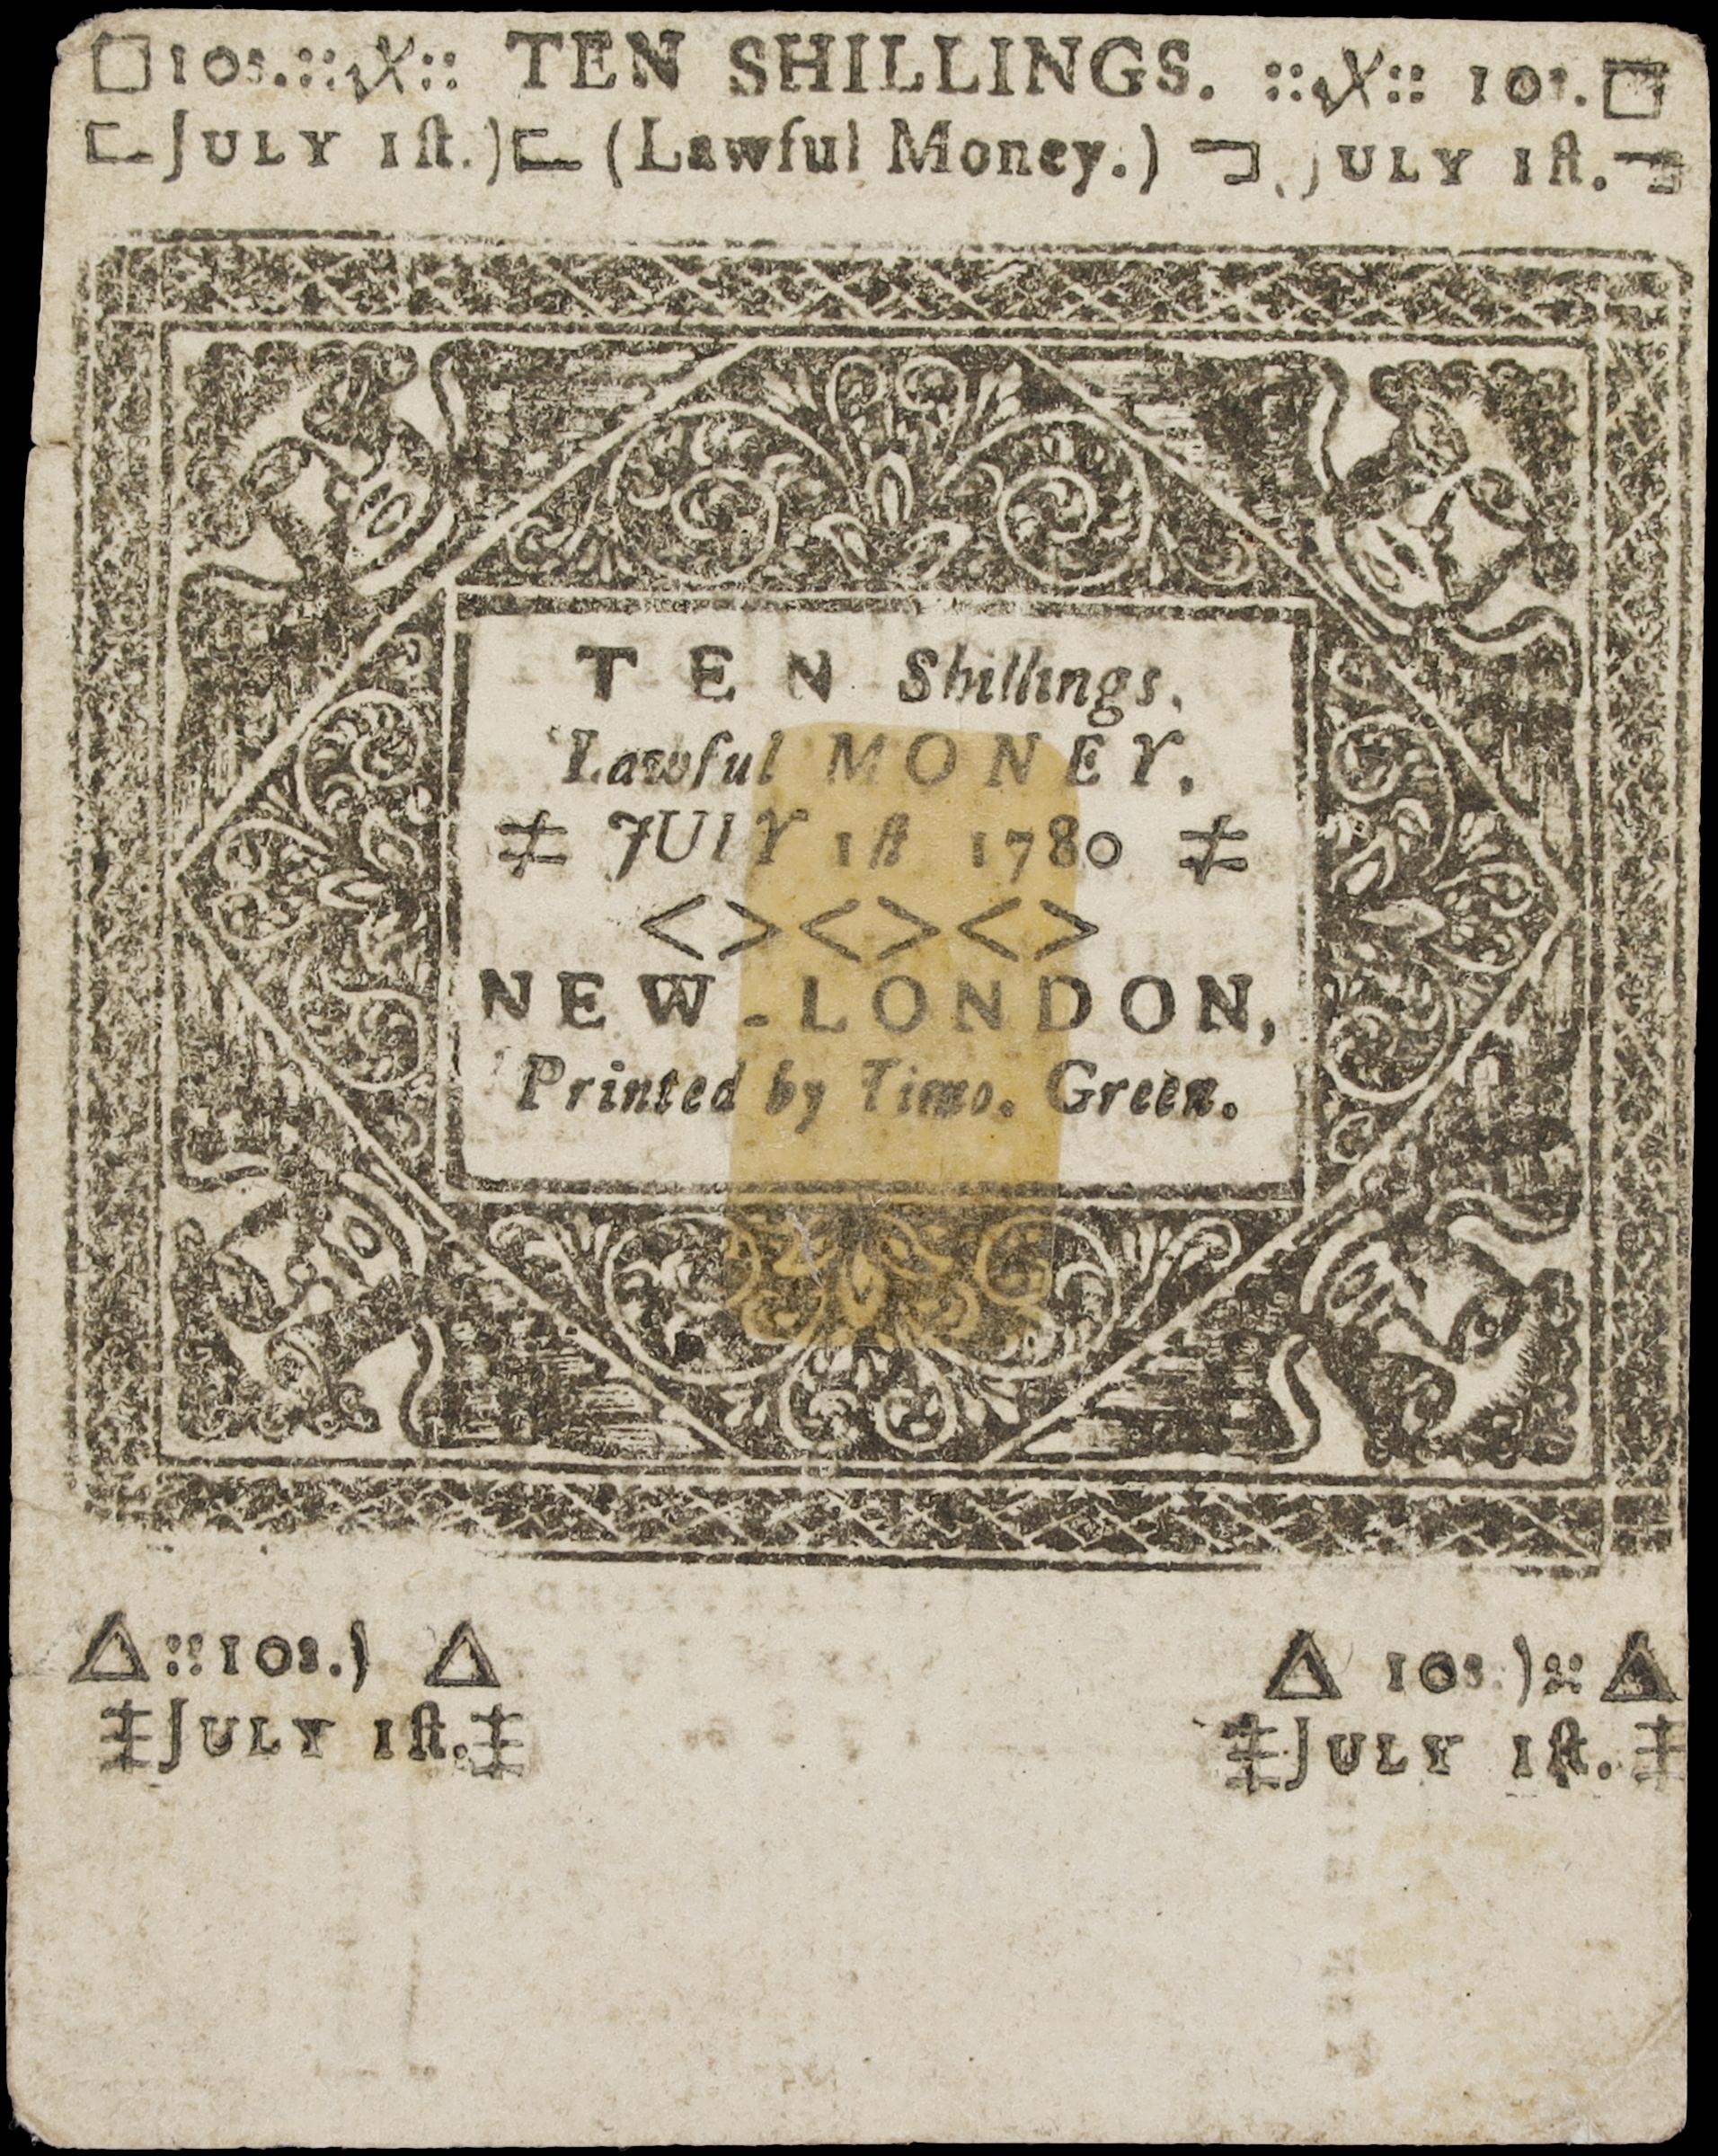 10s. TEN SHILLINGS. 10s.
JULY 1st.) (Lawful Money.) JULY 1st.
TEN Shillings,
Lawful MONEY,
JULY 1st 1780
<><><>
NEW-LONDON,
Printed by Timo. Green.
10s.) 10s.)
JULY 1st. JULY 1st.